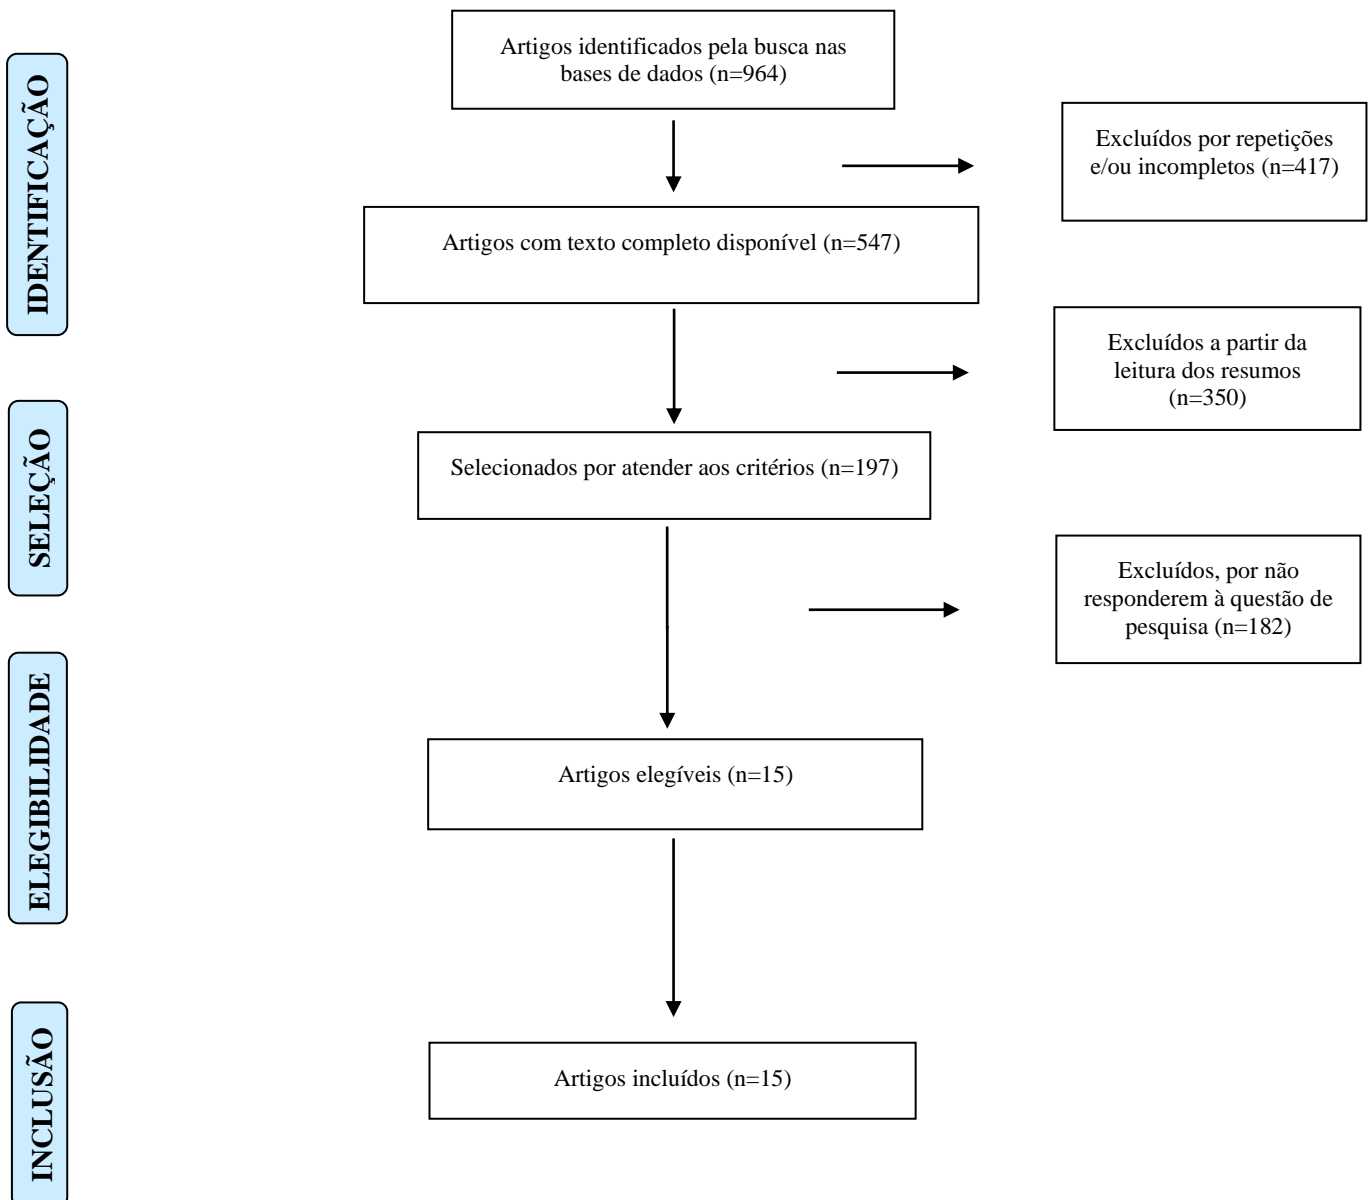 Artigos identificados pela busca nas
bases de dados (n=964)
IDENTIFICAÇÃO
Excluídos por repetições
e/ou incompletos (n=417)
Artigos com texto completo disponível (n=547)
Excluídos a partir da
leitura dos resumos
(n=350)
SELEÇÃO
Selecionados por atender aos critérios (n=197)
Excluídos, por não
responderem à questão de
pesquisa (n=182)
ELEGIBILIDADE
Artigos elegíveis (n=15)
INCLUSÃO
Artigos incluídos (n=15)